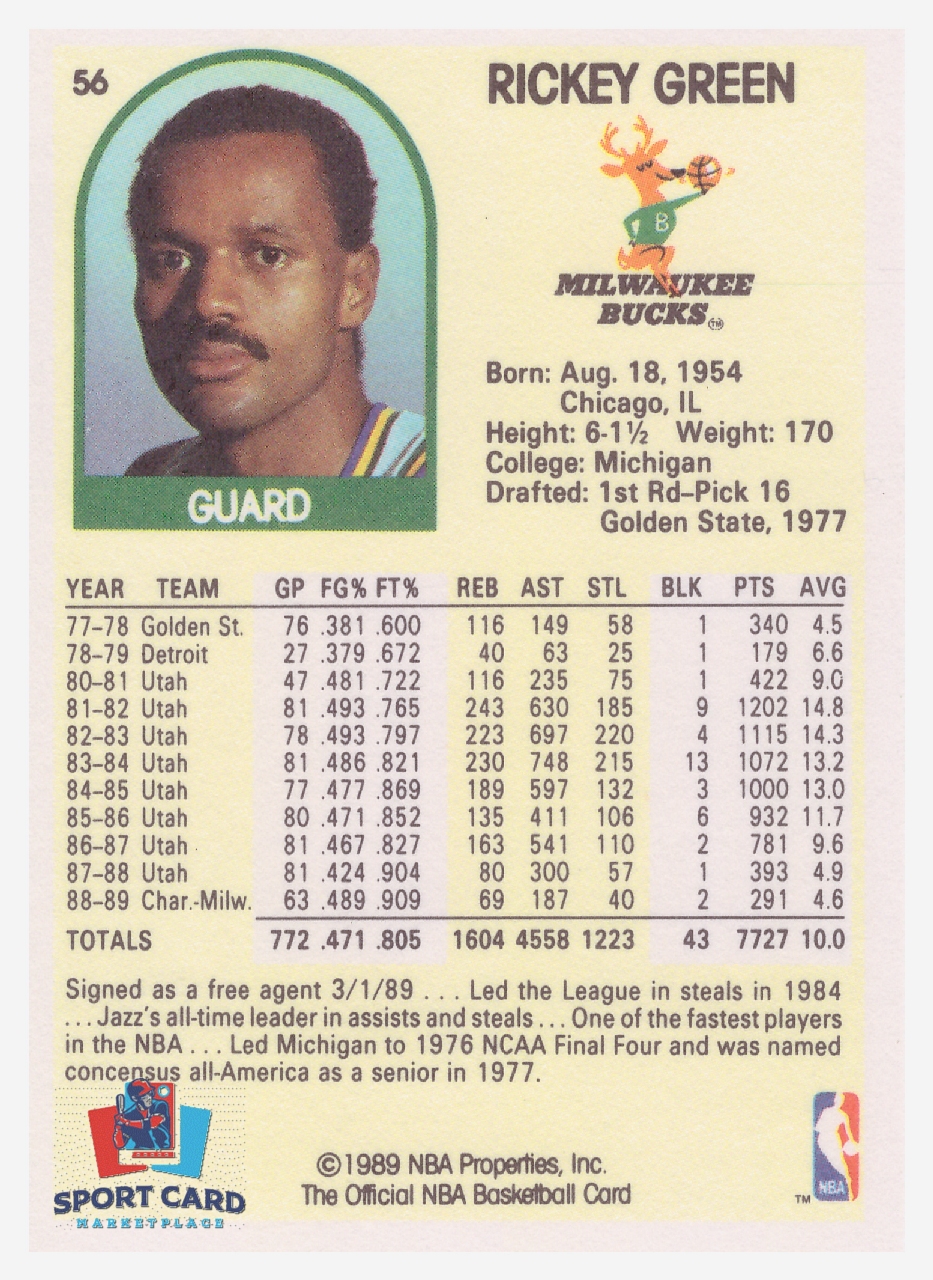 56
RICKEY GREEN
B
MILWAUKEE
BUCKS TM
Born: Aug. 18, 1954
Chicago, IL
Height: 6-1½ Weight: 170
College: Michigan
Drafted: 1st Rd–Pick 16
Golden State, 1977
GUARD
YEAR TEAM GP FG% FT% REB AST STL BLK PTS AVG
77–78 Golden St. 76 .381 .600 116 149 58 1 340 4.5
78–79 Detroit 27 .379 .672 40 63 25 1 179 6.6
80–81 Utah 47 .481 .722 116 235 75 1 422 9.0
81–82 Utah 81 .493 .765 243 630 185 9 1202 14.8
82–83 Utah 78 .493 .797 223 697 220 4 1115 14.3
83–84 Utah 81 .486 .821 230 748 215 13 1072 13.2
84–85 Utah 77 .477 .869 189 597 132 3 1000 13.0
85–86 Utah 80 .471 .852 135 411 106 6 932 11.7
86–87 Utah 81 .467 .827 163 541 110 2 781 9.6
87–88 Utah 81 .424 .904 80 300 57 1 393 4.9
88–89 Char.-Milw. 63 .489 .909 69 187 40 2 291 4.6
TOTALS 772 .471 .805 1604 4558 1223 43 7727 10.0
Signed as a free agent 3/1/89 . . . Led the League in steals in 1984
. . . Jazz's all-time leader in assists and steals . . . One of the fastest players
in the NBA . . . Led Michigan to 1976 NCAA Final Four and was named
concensus all-America as a senior in 1977.
SPORT CARD
MARKETPLACE
©1989 NBA Properties, Inc.
The Official NBA Basketball Card
TM NBA